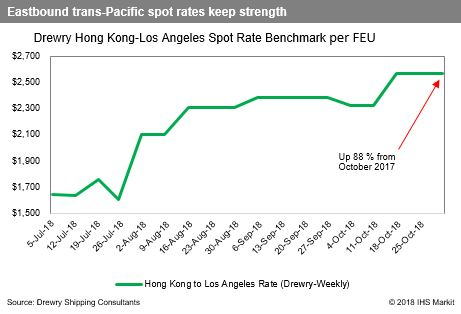 Eastbound trans-Pacific spot rates keep strength
Drewry Hong Kong-Los Angeles Spot Rate Benchmark per FEU
$2,700
$2,500
$2,300
$2,100
$1,900
$1,700
$1,500
Up 88 % from
October 2017
5-Jul-18
12-Jul-18
19-Jul-18
26-Jul-18
2-Aug-18
9-Aug-18
16-Aug-18
23-Aug-18
30-Aug-18
6-Sep-18
13-Sep-18
20-Sep-18
27-Sep-18
4-Oct-18
11-Oct-18
18-Oct-18
25-Oct-18
Hong Kong to Los Angeles Rate (Drewry-Weekly)
Source: Drewry Shipping Consultants
© 2018 IHS Markit